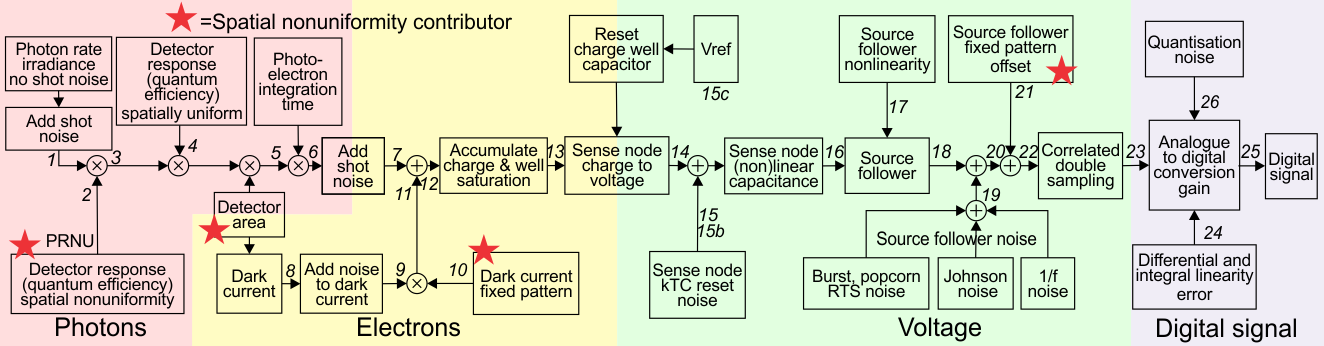 =Spatial nonuniformity contributor
Photon rate
irradiance
no shot noise
Detector
response
(quantum
efficiency)
spatially uniform
Photo-
electron
integration
time
Add shot
noise
1
3
4
5
6
2
PRNU
Detector response
(quantum efficiency)
spatial nonuniformity
Photons
Detector
area
Add
shot
noise
7
11
12
Accumulate
charge & well
saturation
13
Dark
current
8
Add noise
to dark
current
9
10
Dark current
fixed pattern
Electrons
Reset
charge well
capacitor
Vref
15c
Sense node
charge to
voltage
14
15
15b
Sense node
kTC reset
noise
Sense node
(non)linear
capacitance
16
Source
follower
nonlinearity
17
Source
follower
18
Source follower
fixed pattern
offset
21
20
22
19
Source follower noise
Burst, popcorn
RTS noise
Johnson
noise
1/f
noise
Correlated
double
sampling
23
Voltage
Quantisation
noise
26
Analogue
to digital
conversion
gain
25
Digital
signal
24
Differential and
integral linearity
error
Digital signal